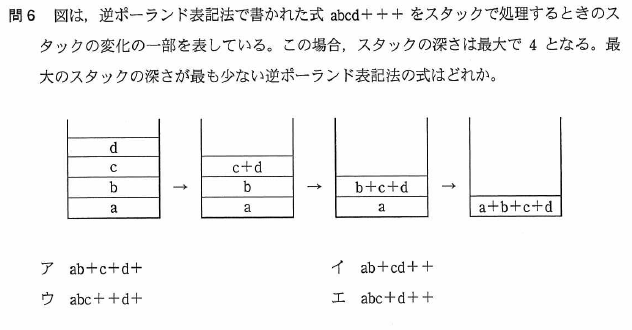 問6 図は，逆ポーランド表記法で書かれた式 abcd＋＋＋ をスタックで処理するときのス
タックの変化の一部を表している。この場合，スタックの深さは最大で 4 となる。最
大のスタックの深さが最も少ない逆ポーランド表記法の式はどれか。
d
c
b
a
→
c＋d
b
a
→
b＋c＋d
a
→
a＋b＋c＋d
ア ab＋c＋d＋ イ ab＋cd＋＋
ウ abc＋＋d＋ エ abc＋d＋＋